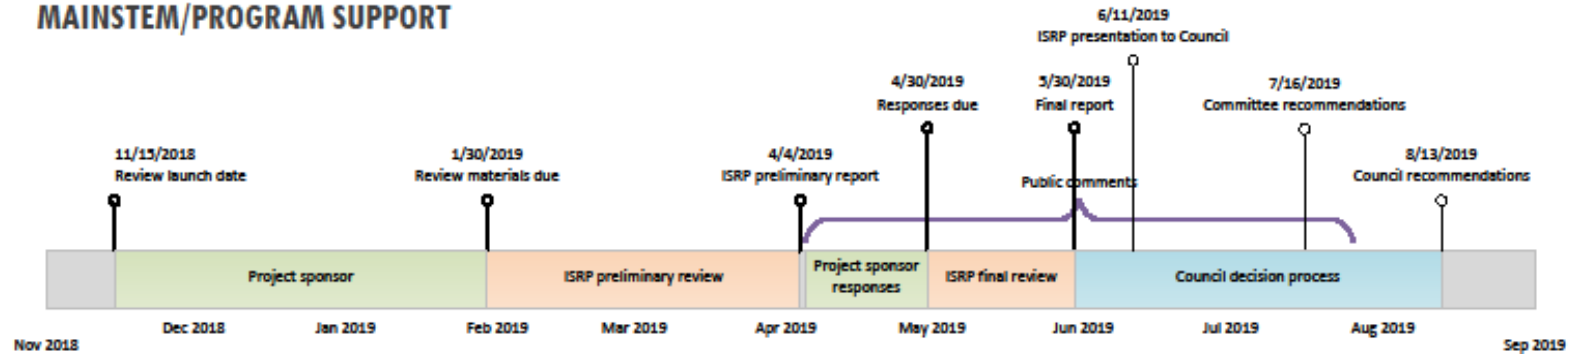 MAINSTEM/PROGRAM SUPPORT
6/11/2019
ISRP presentation to Council
4/30/2019
Responses due
5/30/2019
Final report
7/16/2019
Committee recommendations
11/15/2018
Review launch date
1/30/2019
Review materials due
4/4/2019
ISRP preliminary report
Public comments
8/13/2019
Council recommendations
Project sponsor
ISRP preliminary review
Project sponsor
responses
ISRP final review
Council decision process
Nov 2018
Dec 2018
Jan 2019
Feb 2019
Mar 2019
Apr 2019
May 2019
Jun 2019
Jul 2019
Aug 2019
Sep 2019